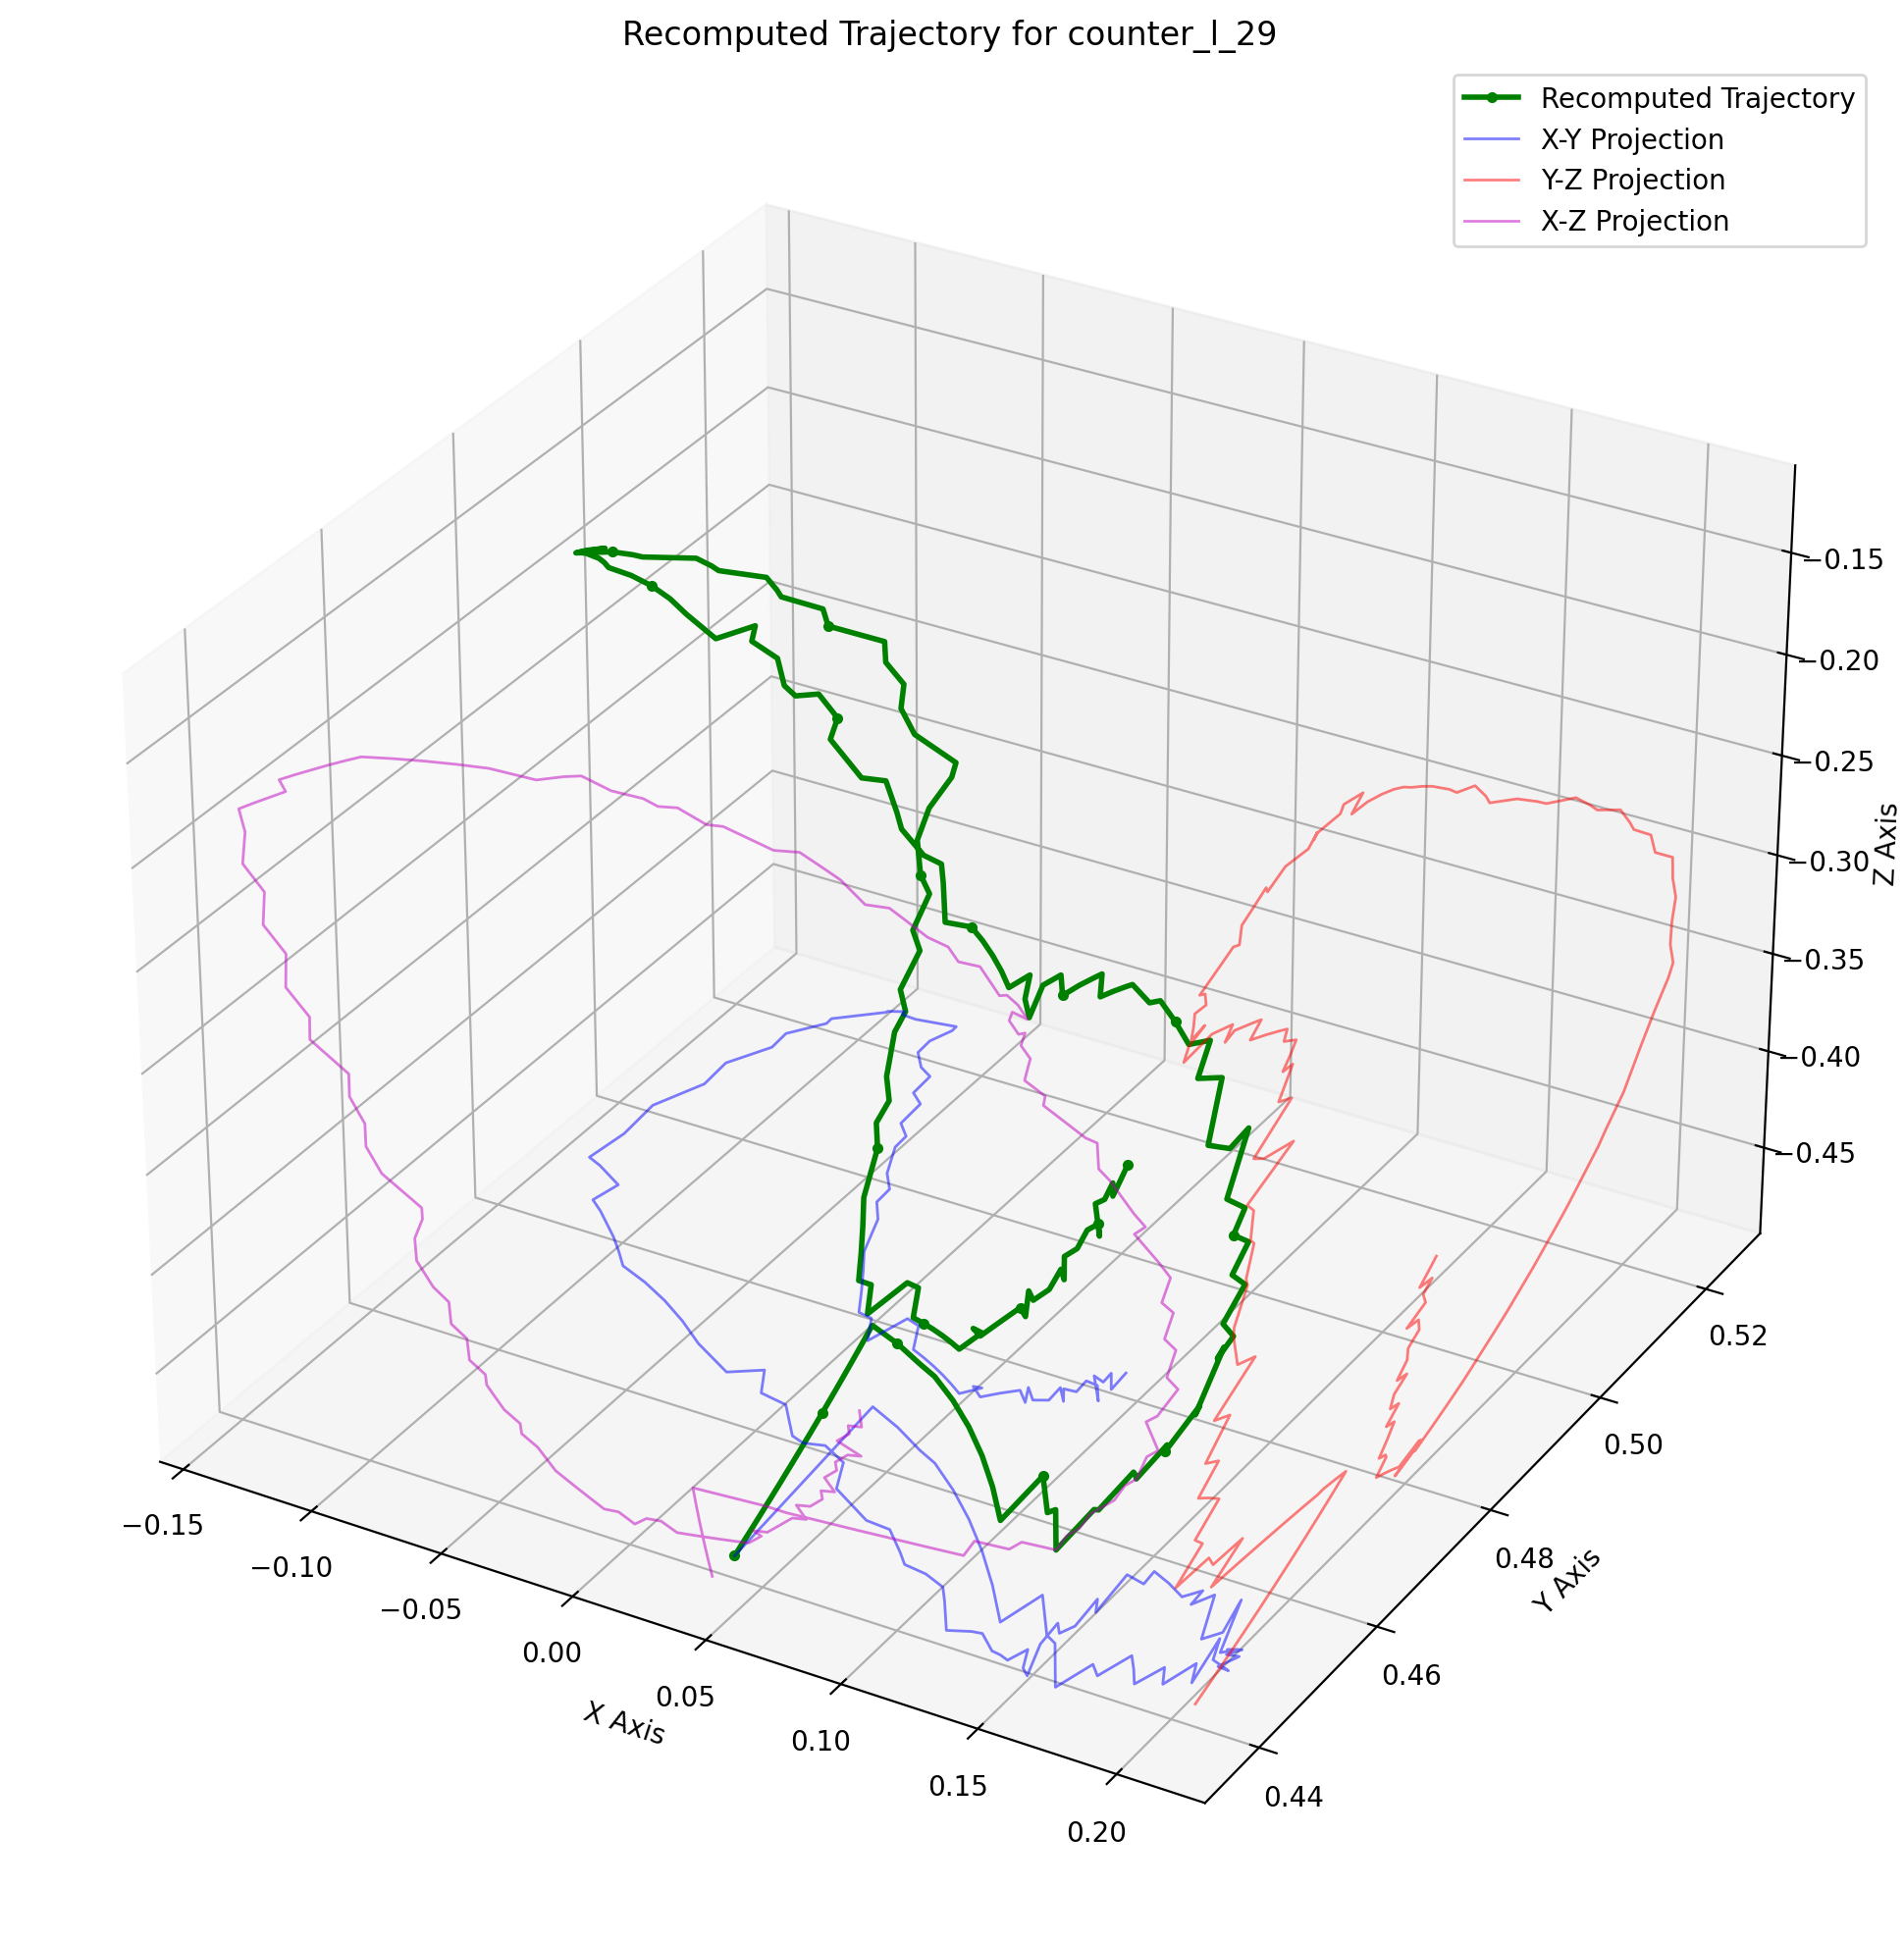 Recomputed Trajectory for counter_l_29
Recomputed Trajectory
X-Y Projection
Y-Z Projection
X-Z Projection
−0.15
−0.20
−0.25
−0.30
−0.35
−0.40
−0.45
Z Axis
0.52
0.50
0.48
0.46
0.44
Y Axis
−0.15
−0.10
−0.05
0.00
0.05
0.10
0.15
0.20
X Axis